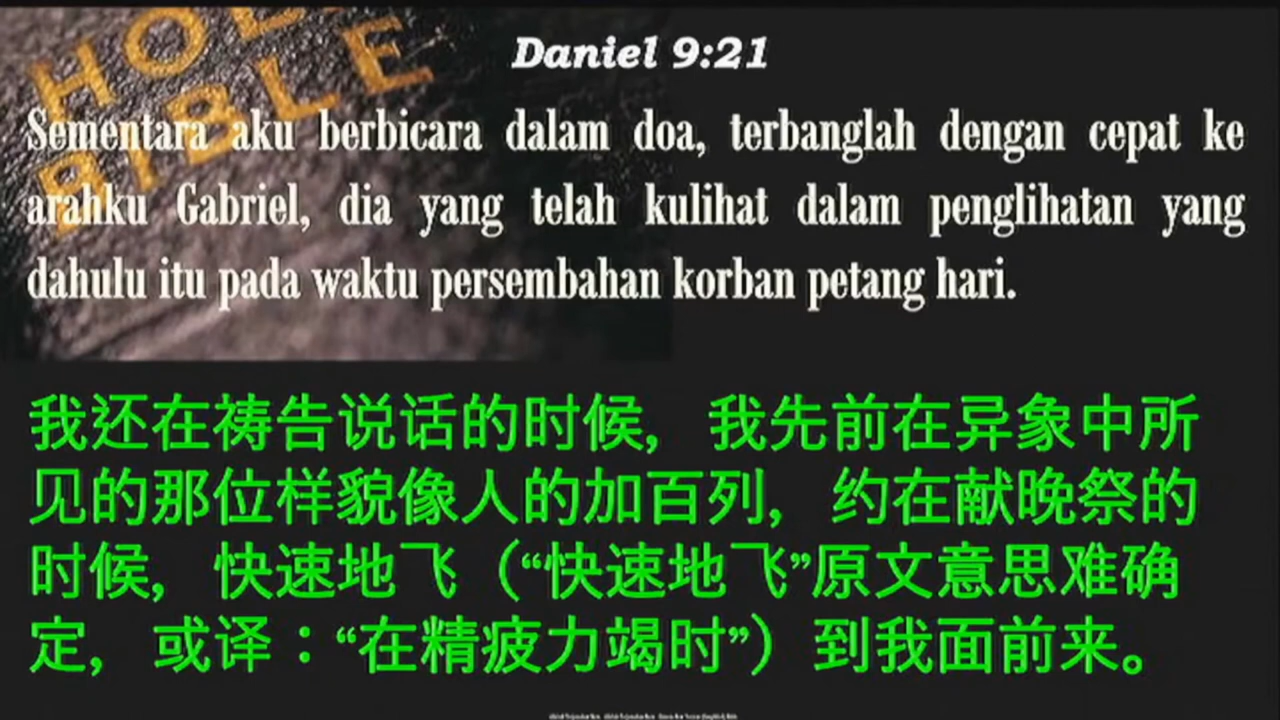 HOLY
BIBLE
Daniel 9:21
Sementara aku berbicara dalam doa, terbanglah dengan cepat ke
arahku Gabriel, dia yang telah kulihat dalam penglihatan yang
dahulu itu pada waktu persembahan korban petang hari.
我还在祷告说话的时候，我先前在异象中所
见的那位样貌像人的加百列，约在献晚祭的
时候，快速地飞（“快速地飞”原文意思难确
定，或译：“在精疲力竭时”）到我面前来。